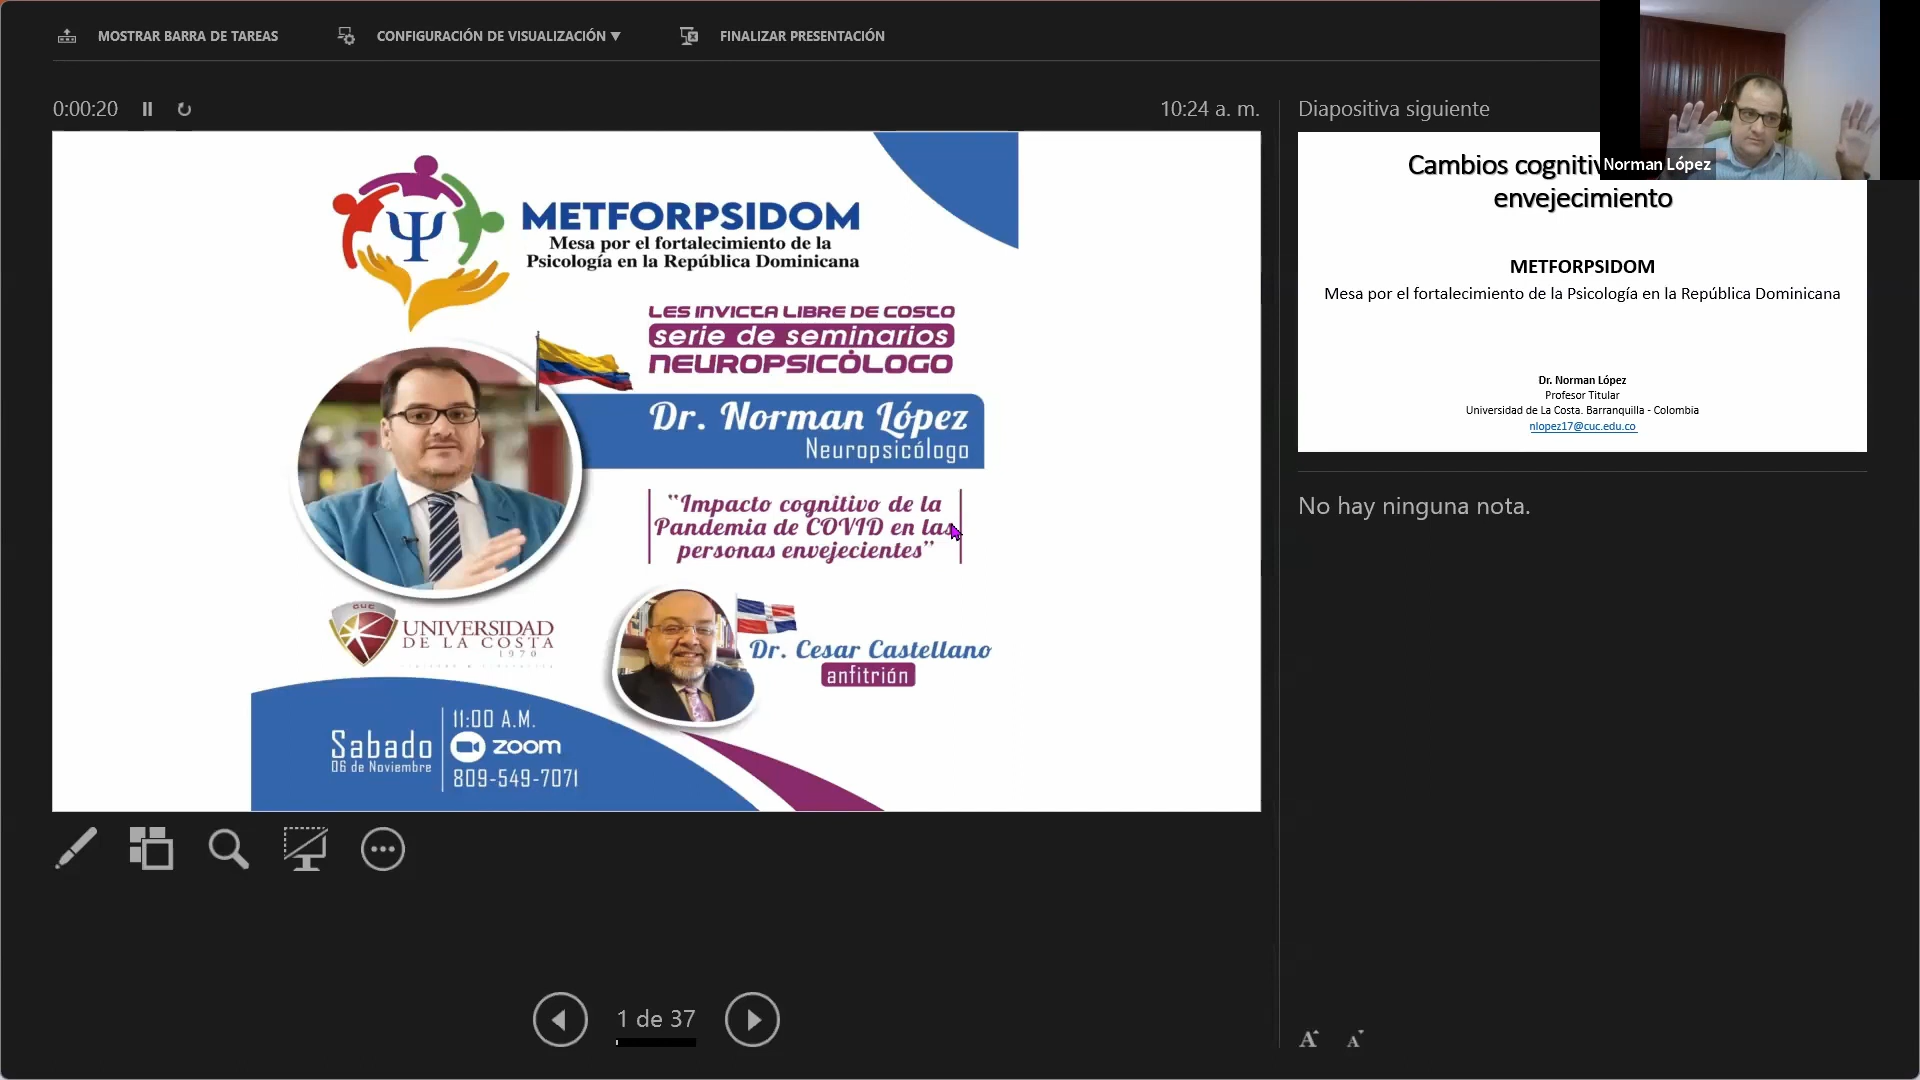 MOSTRAR BARRA DE TAREAS
CONFIGURACIÓN DE VISUALIZACIÓN
FINALIZAR PRESENTACIÓN
0:00:20
10:24 a. m.
METFORPSIDOM
Mesa por el fortalecimiento de la
Psicología en la República Dominicana
LES INVICTA LIBRE DE COSTO
serie de seminarios
NEUROPSICÒLOGO
Dr. Norman López
Neuropsicólogo
"Impacto cognitivo de la
Pandemia de COVID en las
personas envejecientes"
CUC
UNIVERSIDAD
DE LA COSTA
1970
Dr. Cesar Castellano
anfitrión
Sabado
06 de Noviembre
11:00 A.M.
zoom
809-549-7071
1 de 37
Diapositiva siguiente
Norman López
envejecimiento
METFORPSIDOM
Mesa por el fortalecimiento de la Psicología en la República Dominicana
Dr. Norman López
Profesor Titular
Universidad de La Costa. Barranquilla - Colombia
nlopez17@cuc.edu.co
No hay ninguna nota.